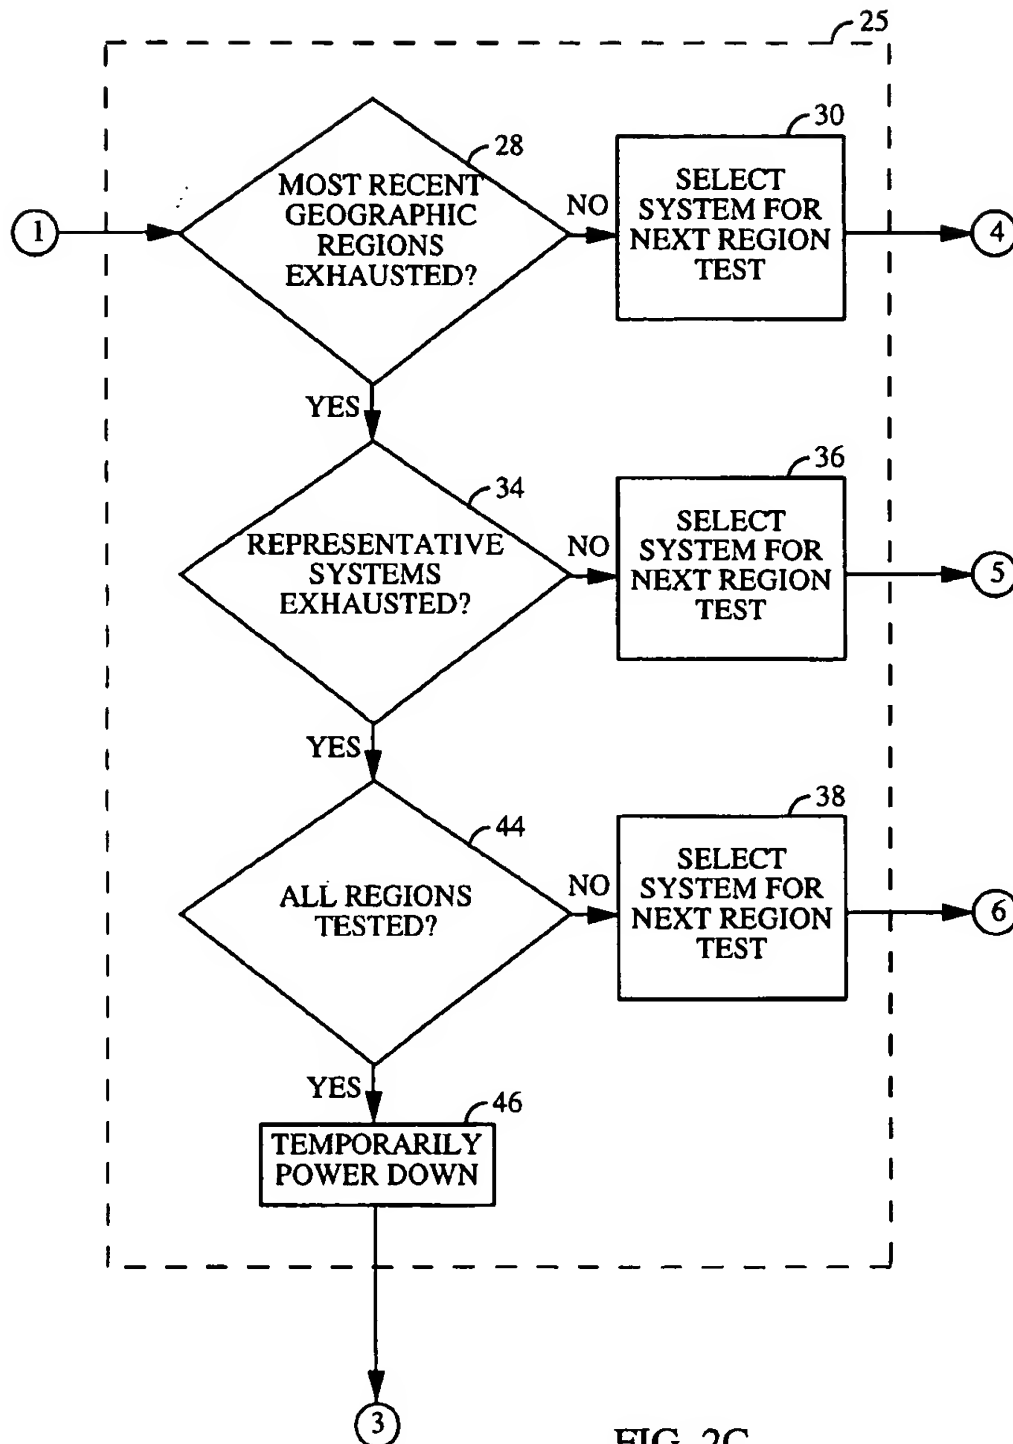 25
28
30
MOST RECENT
GEOGRAPHIC
REGIONS
EXHAUSTED?
NO
SELECT
SYSTEM FOR
NEXT REGION
TEST
1
4
YES
34
36
REPRESENTATIVE
SYSTEMS
EXHAUSTED?
NO
SELECT
SYSTEM FOR
NEXT REGION
TEST
5
YES
44
38
ALL REGIONS
TESTED?
NO
SELECT
SYSTEM FOR
NEXT REGION
TEST
6
YES
46
TEMPORARILY
POWER DOWN
3
FIG. 2C